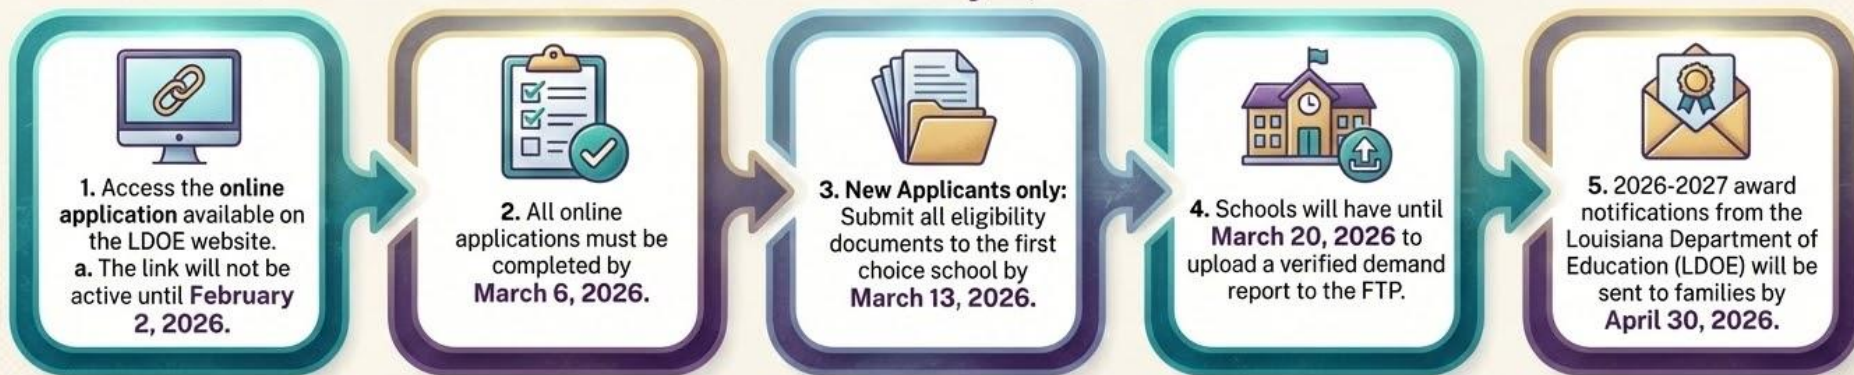 1. Access the online
application available on
the LDOE website.
a. The link will not be
active until February
2, 2026.
2. All online
applications must be
completed by
March 6, 2026.
3. New Applicants only:
Submit all eligibility
documents to the first
choice school by
March 13, 2026.
4. Schools will have until
March 20, 2026 to
upload a verified demand
report to the FTP.
5. 2026-2027 award
notifications from the
Louisiana Department of
Education (LDOE) will be
sent to families by
April 30, 2026.